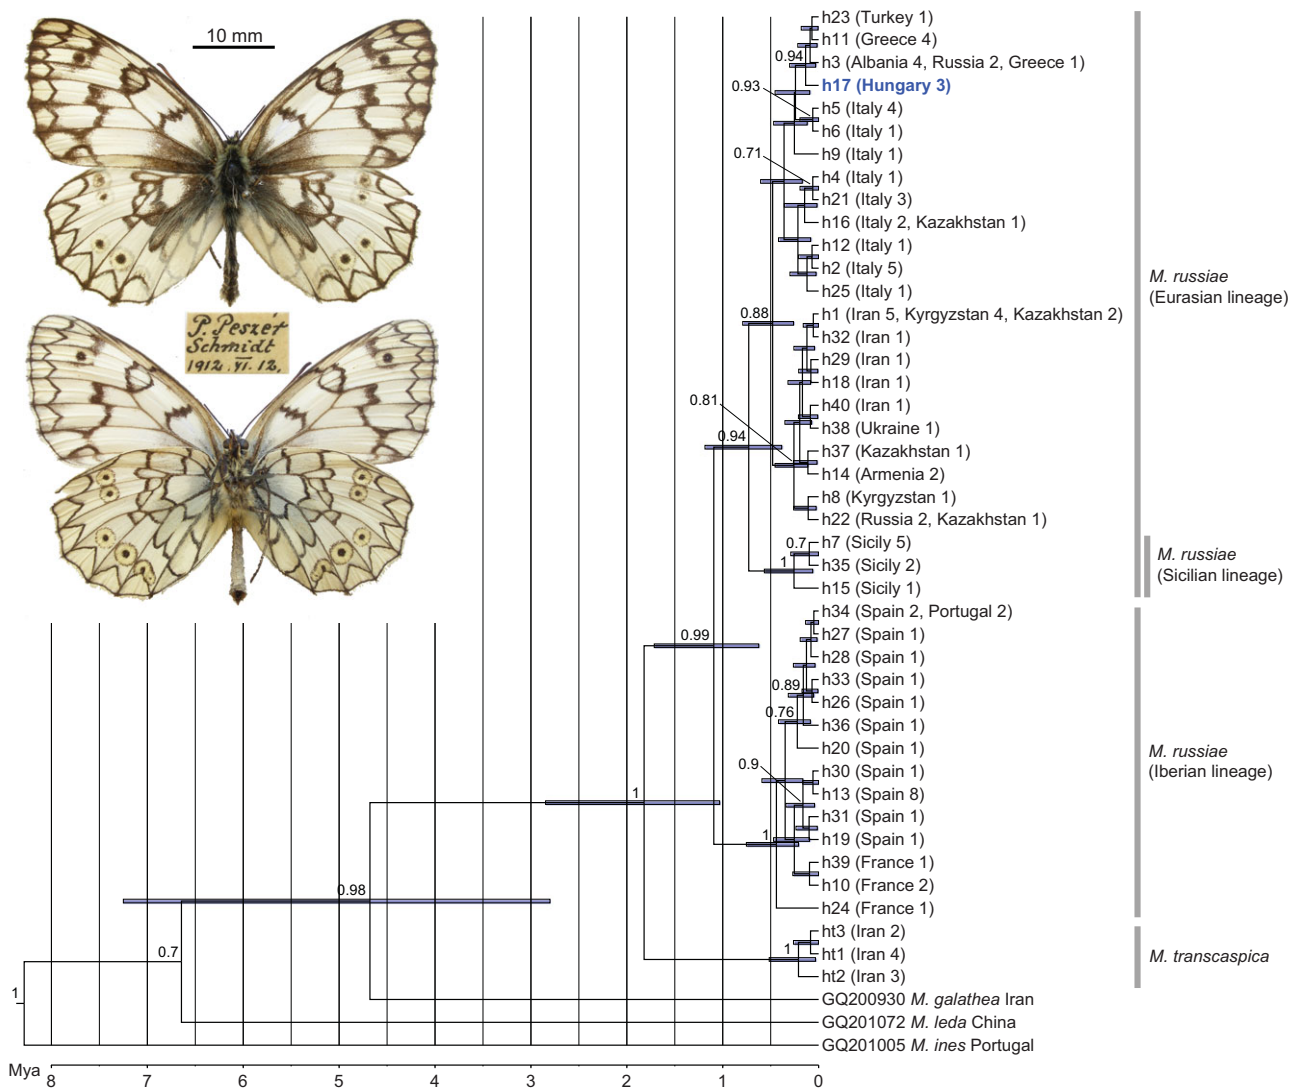 10 mm
P. Peszér
Schmidt
1912. VI. 12.
h23 (Turkey 1)
h11 (Greece 4)
0.94
h3 (Albania 4, Russia 2, Greece 1)
h17 (Hungary 3)
0.93
h5 (Italy 4)
h6 (Italy 1)
h9 (Italy 1)
0.71
h4 (Italy 1)
h21 (Italy 3)
h16 (Italy 2, Kazakhstan 1)
h12 (Italy 1)
h2 (Italy 5)
h25 (Italy 1)
0.88
h1 (Iran 5, Kyrgyzstan 4, Kazakhstan 2)
h32 (Iran 1)
h29 (Iran 1)
h18 (Iran 1)
0.81
h40 (Iran 1)
h38 (Ukraine 1)
0.94
h37 (Kazakhstan 1)
h14 (Armenia 2)
h8 (Kyrgyzstan 1)
h22 (Russia 2, Kazakhstan 1)
M. russiae
(Eurasian lineage)
0.7
h7 (Sicily 5)
1
h35 (Sicily 2)
h15 (Sicily 1)
M. russiae
(Sicilian lineage)
0.99
h34 (Spain 2, Portugal 2)
h27 (Spain 1)
h28 (Spain 1)
0.89
h33 (Spain 1)
h26 (Spain 1)
0.76
h36 (Spain 1)
h20 (Spain 1)
0.9
h30 (Spain 1)
h13 (Spain 8)
h31 (Spain 1)
1
h19 (Spain 1)
h39 (France 1)
h10 (France 2)
h24 (France 1)
M. russiae
(Iberian lineage)
1
0.98
0.7
1
1
ht3 (Iran 2)
ht1 (Iran 4)
ht2 (Iran 3)
M. transcaspica
GQ200930 M. galathea Iran
GQ201072 M. leda China
GQ201005 M. ines Portugal
Mya
8 7 6 5 4 3 2 1 0